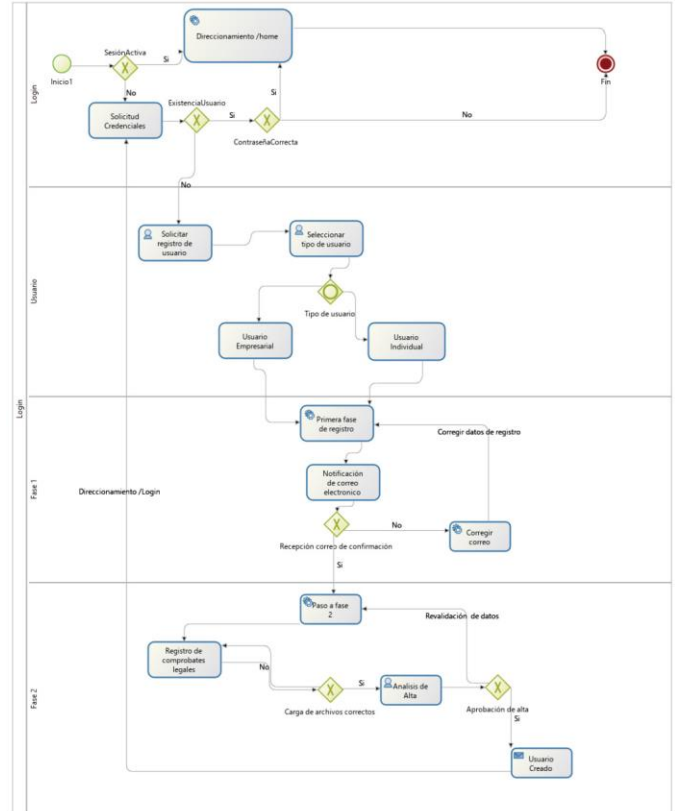 Login
Login
SesiónActiva
Direccionamiento /home
Si
Inicio1
Fin
No
Solicitud
Credenciales
ExistenciaUsuario
Si
Si
No
ContraseñaCorrecta
No
Usuario
Solicitar
registro de
usuario
Seleccionar
tipo de usuario
Tipo de usuario
Usuario
Empresarial
Usuario
Individual
Fase 1
Primera fase
de registro
Corregir datos de registro
Notificación
de correo
electronico
Direccionamiento /Login
No
Corregir
correo
Recepción correo de confirmación
Si
Fase 2
Paso a fase
2
Revalidación de datos
Registro de
comprobates
legales
No
Si
Analisis de
Alta
Carga de archivos correctos
Aprobación de alta
Si
Usuario
Creado